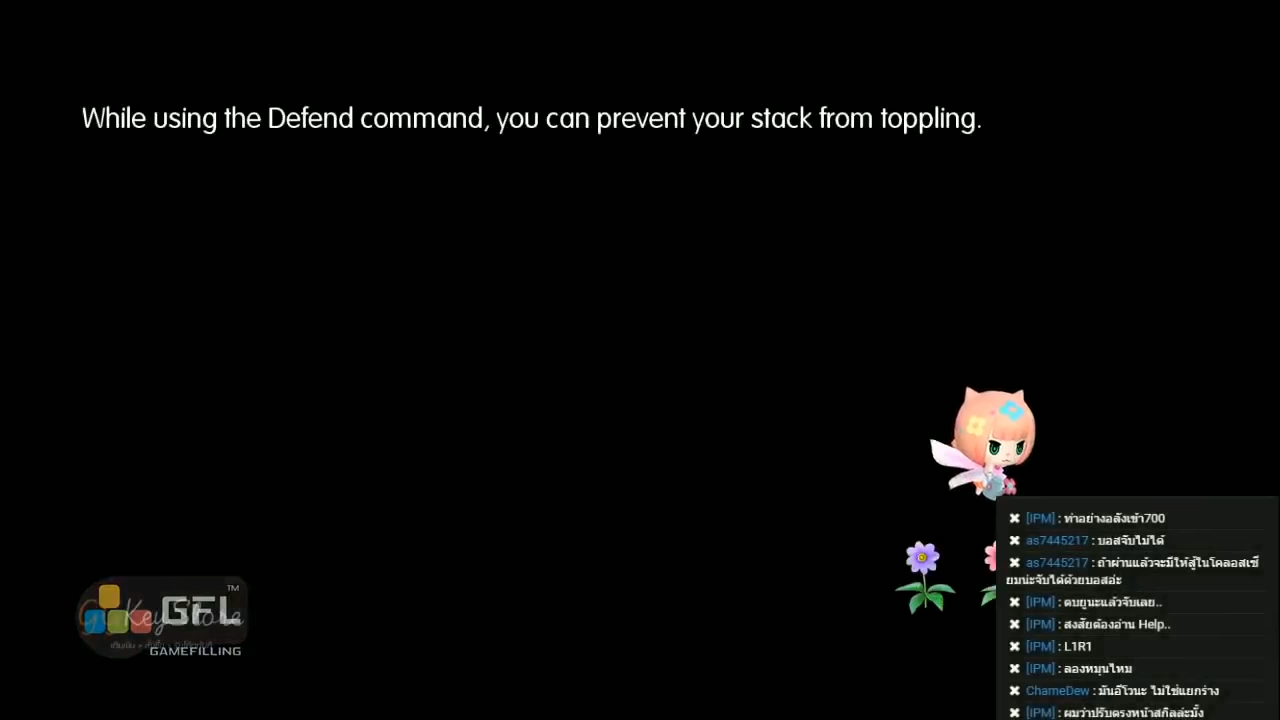 While using the Defend command, you can prevent your stack from toppling.
GFL™
GAMEFILLING
[IPM] : ทำอย่างอลังเข้า700
as7445217 : บอสจับไม่ได้
as7445217 : ถ้าผ่านแล้วจะมีให้สู้ในโคลอสเซี
ยมน่ะจับได้ด้วยบอสอ่ะ
[IPM] : ตบยูนะแล้วจับเลย..
[IPM] : สงสัยต้องอ่าน Help..
[IPM] : L1R1
[IPM] : ลองหมุนไหม
ChameDew : มันอีโวนะ ไม่ใช่แยกร่าง
[IPM] : ผมว่าปรับตรงหน้าสกิลล่ะมั้ง